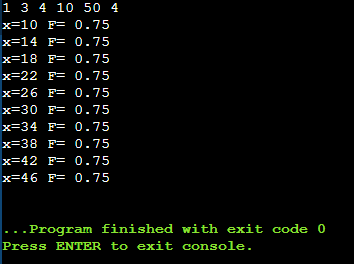 1 3 4 10 50 4
x=10 F= 0.75
x=14 F= 0.75
x=18 F= 0.75
x=22 F= 0.75
x=26 F= 0.75
x=30 F= 0.75
x=34 F= 0.75
x=38 F= 0.75
x=42 F= 0.75
x=46 F= 0.75
...Program finished with exit code 0
Press ENTER to exit console.